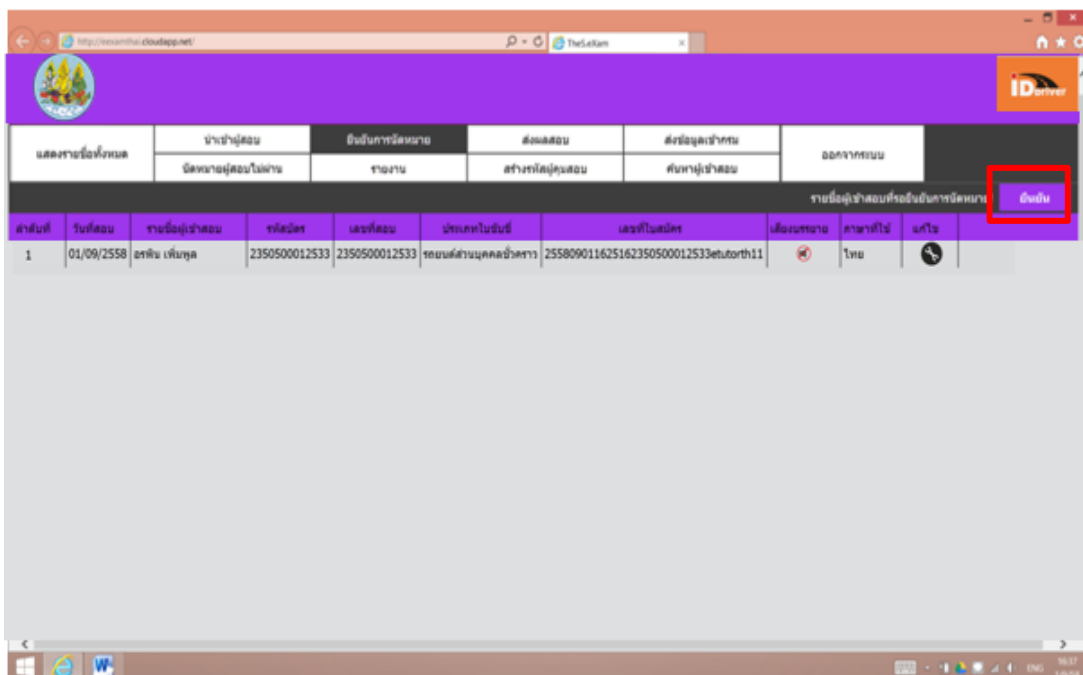 http://eexamthai.cloudapp.net/
TheS.eXam
iDriver
แสดงรายชื่อทั้งหมด
นำเข้าผู้สอบ
ยืนยันการนัดหมาย
ส่งผลสอบ
ส่งข้อมูลเข้ากรม
ออกจากระบบ
นัดหมายผู้สอบไม่ผ่าน
รายงาน
สร้างรหัสผู้คุมสอบ
ค้นหาผู้เข้าสอบ
รายชื่อผู้เข้าสอบที่รอยืนยันการนัดหมาย
ยืนยัน
ลำดับที่ วันที่สอบ รายชื่อผู้เข้าสอบ รหัสบัตร เลขที่สอบ ประเภทใบขับขี่ เลขที่ใบสมัคร เสียงบรรยาย ภาษาที่ใช้ แก้ไข
1 01/09/2558 อรพิน เพิ่มพูล 2350500012533 2350500012533 รถยนต์ส่วนบุคคลชั่วคราว 255809011625162350500012533etutorth11 ไทย
ENG 16:37